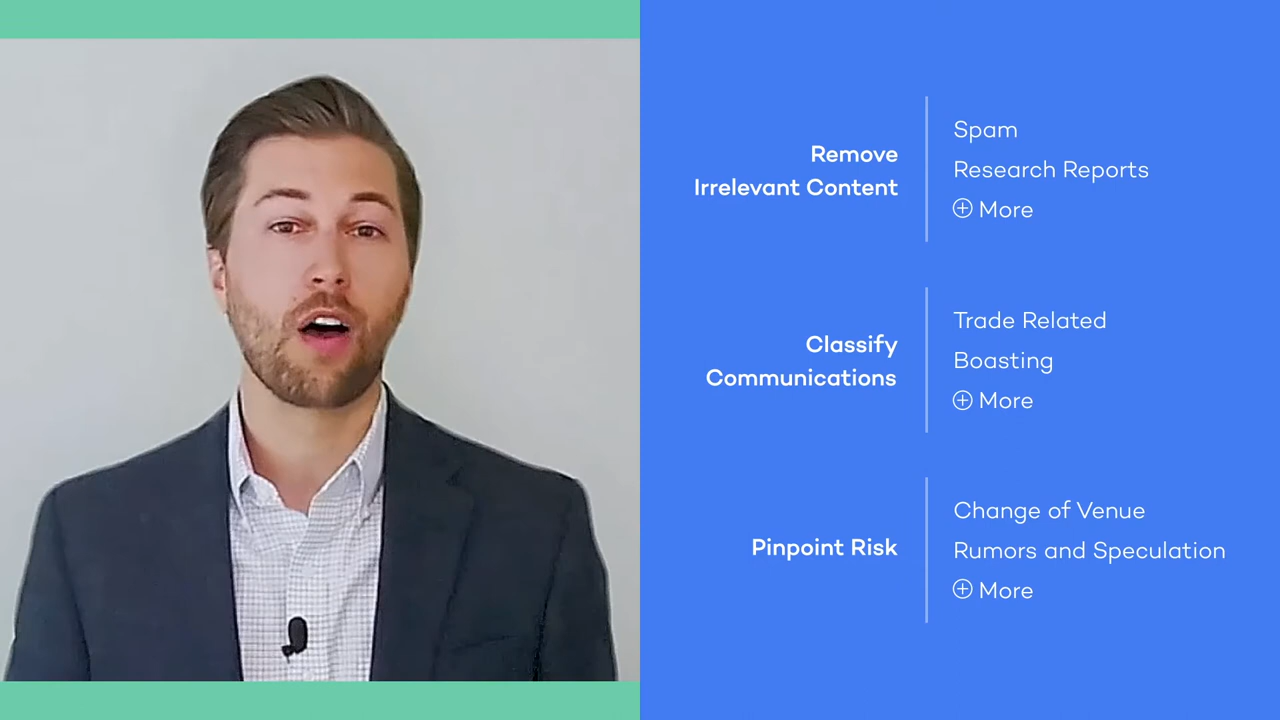 Remove
Irrelevant Content
Spam
Research Reports
⊕ More
Classify
Communications
Trade Related
Boasting
⊕ More
Pinpoint Risk
Change of Venue
Rumors and Speculation
⊕ More